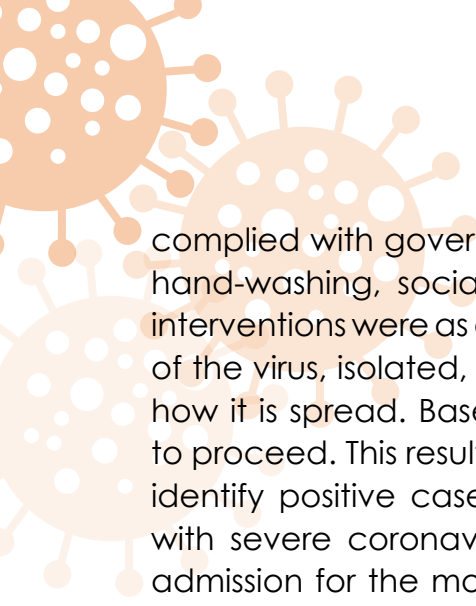 complied with gover
hand-washing, socia
interventions were as
of the virus, isolated,
how it is spread. Bas
to proceed. This resul
identify positive case
with severe coronav
admission for the ma